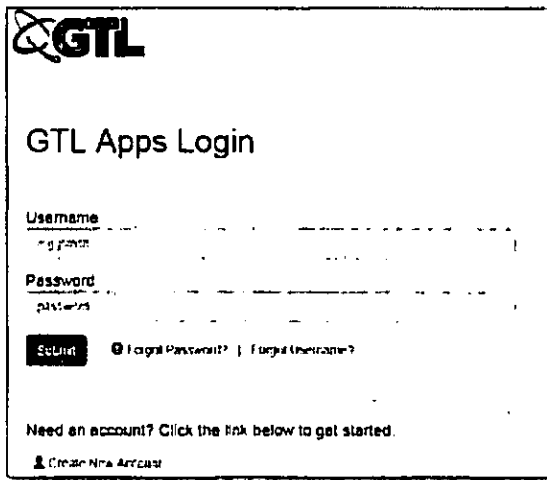 GTL
GTL Apps Login
Username
Password
password
Submit
Forgot Password? | Forgot Username?
Need an account? Click the link below to get started.
Create New Account